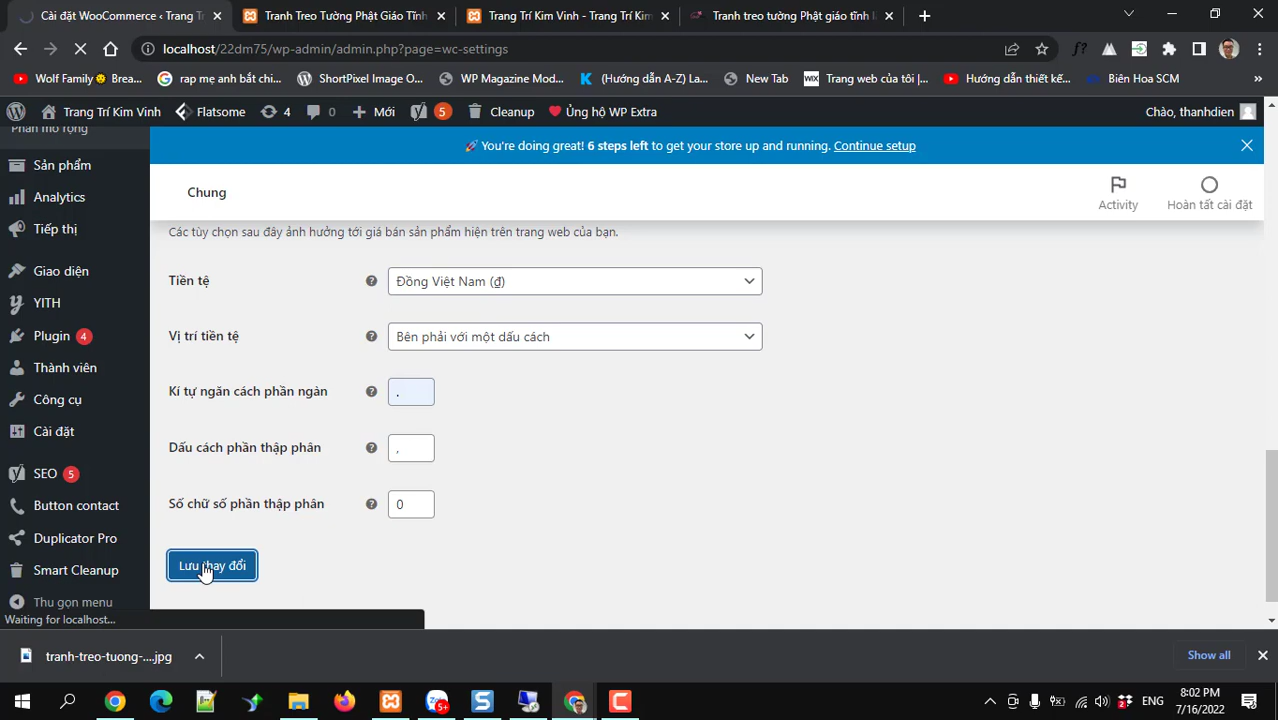 Cài đặt WooCommerce ‹ Trang Tr
Tranh Treo Tường Phật Giáo Tĩnh
Trang Trí Kim Vinh - Trang Trí Kim
Tranh treo tường Phật giáo tĩnh l
localhost/22dm75/wp-admin/admin.php?page=wc-settings
Wolf Family Brea...
rap mẹ anh bắt chi...
ShortPixel Image O...
WP Magazine Mod...
(Hướng dẫn A-Z) La...
New Tab
WIX
Trang web của tôi |...
Hướng dẫn thiết kế...
Biên Hoa SCM
Trang Trí Kim Vinh
Flatsome
4
0
Mới
5
Cleanup
Ủng hộ WP Extra
Chào, thanhdien
Phần mở rộng
Sản phẩm
Analytics
Tiếp thị
Giao diện
YITH
Plugin 4
Thành viên
Công cụ
Cài đặt
SEO 5
Button contact
Duplicator Pro
Smart Cleanup
Thu gọn menu
You're doing great! 6 steps left to get your store up and running. Continue setup
Chung
Activity
Hoàn tất cài đặt
Các tùy chọn sau đây ảnh hưởng tới giá bán sản phẩm hiện trên trang web của bạn.
Tiền tệ
Đồng Việt Nam (₫)
Vị trí tiền tệ
Bên phải với một dấu cách
Kí tự ngăn cách phần ngàn
.
Dấu cách phần thập phân
,
Số chữ số phần thập phân
0
Lưu thay đổi
Waiting for localhost...
tranh-treo-tuong-....jpg
Show all
5+
2
ENG
8:02 PM
7/16/2022